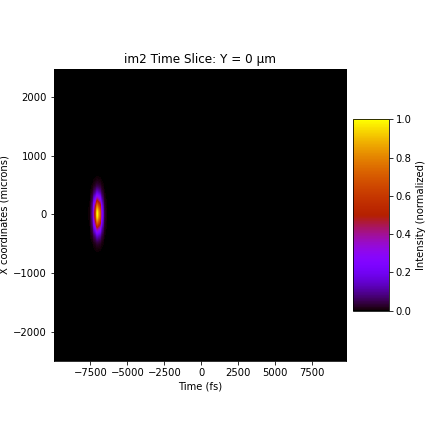 im2 Time Slice: Y = 0 μm
2000
1000
0
−1000
−2000
X coordinates (microns)
−7500 −5000 −2500 0 2500 5000 7500
Time (fs)
1.0
0.8
0.6
0.4
0.2
0.0
Intensity (normalized)